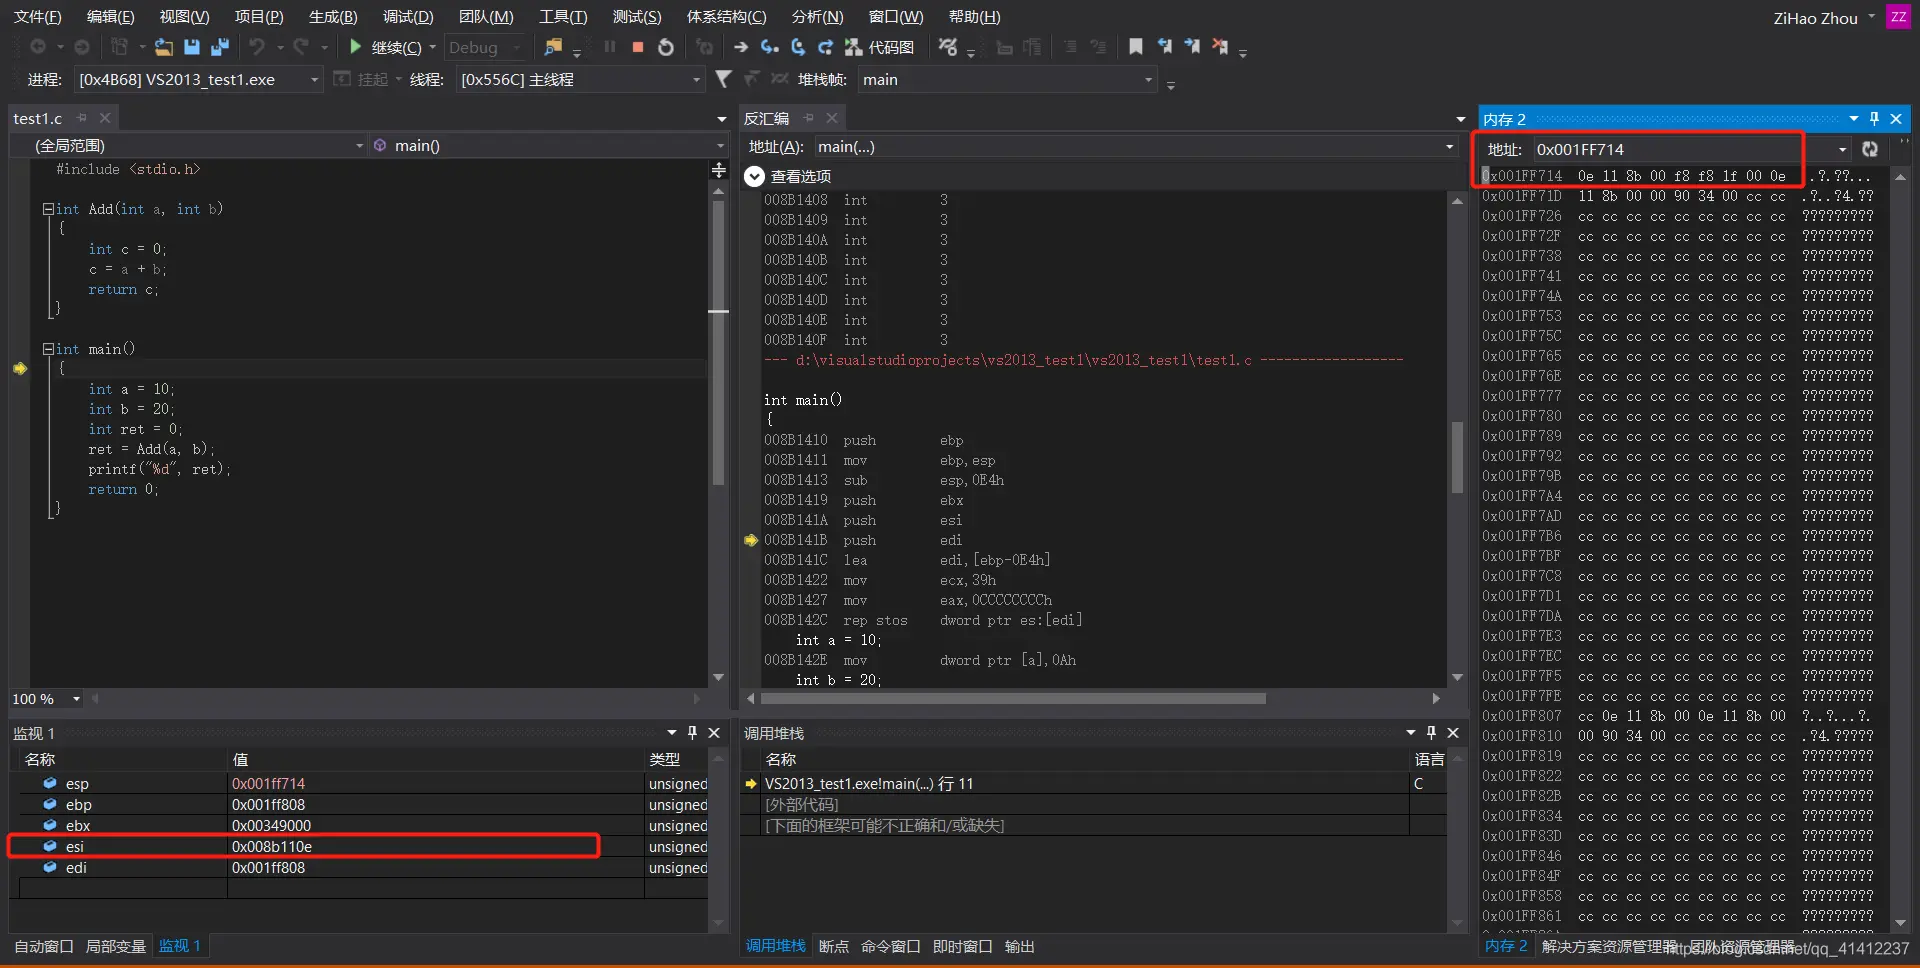 文件(F) 编辑(E) 视图(V) 项目(P) 生成(B) 调试(D) 团队(M) 工具(T) 测试(S) 体系结构(C) 分析(N) 窗口(W) 帮助(H) ZiHao Zhou ZZ
继续(C) Debug 代码图
进程: [0x4B68] VS2013_test1.exe 挂起 线程: [0x556C] 主线程 堆栈帧: main
test1.c
(全局范围) main()
#include <stdio.h>
int Add(int a, int b)
{
int c = 0;
c = a + b;
return c;
}
int main()
{
int a = 10;
int b = 20;
int ret = 0;
ret = Add(a, b);
printf("%d", ret);
return 0;
}
100 %
反汇编
地址(A): main(...)
查看选项
008B1408 int 3
008B1409 int 3
008B140A int 3
008B140B int 3
008B140C int 3
008B140D int 3
008B140E int 3
008B140F int 3
--- d:\visualstudioprojects\vs2013_test1\vs2013_test1\test1.c ------------------
int main()
{
008B1410 push ebp
008B1411 mov ebp,esp
008B1413 sub esp,0E4h
008B1419 push ebx
008B141A push esi
008B141B push edi
008B141C lea edi,[ebp-0E4h]
008B1422 mov ecx,39h
008B1427 mov eax,0CCCCCCCCh
008B142C rep stos dword ptr es:[edi]
int a = 10;
008B142E mov dword ptr [a],0Ah
int b = 20;
内存 2
地址: 0x001FF714
0x001FF714 0e 11 8b 00 f8 f8 1f 00 0e ..?.??...
0x001FF71D 11 8b 00 00 90 34 00 cc cc .?..?4.??
0x001FF726 cc cc cc cc cc cc cc cc cc ?????????
0x001FF72F cc cc cc cc cc cc cc cc cc ?????????
0x001FF738 cc cc cc cc cc cc cc cc cc ?????????
0x001FF741 cc cc cc cc cc cc cc cc cc ?????????
0x001FF74A cc cc cc cc cc cc cc cc cc ?????????
0x001FF753 cc cc cc cc cc cc cc cc cc ?????????
0x001FF75C cc cc cc cc cc cc cc cc cc ?????????
0x001FF765 cc cc cc cc cc cc cc cc cc ?????????
0x001FF76E cc cc cc cc cc cc cc cc cc ?????????
0x001FF777 cc cc cc cc cc cc cc cc cc ?????????
0x001FF780 cc cc cc cc cc cc cc cc cc ?????????
0x001FF789 cc cc cc cc cc cc cc cc cc ?????????
0x001FF792 cc cc cc cc cc cc cc cc cc ?????????
0x001FF79B cc cc cc cc cc cc cc cc cc ?????????
0x001FF7A4 cc cc cc cc cc cc cc cc cc ?????????
0x001FF7AD cc cc cc cc cc cc cc cc cc ?????????
0x001FF7B6 cc cc cc cc cc cc cc cc cc ?????????
0x001FF7BF cc cc cc cc cc cc cc cc cc ?????????
0x001FF7C8 cc cc cc cc cc cc cc cc cc ?????????
0x001FF7D1 cc cc cc cc cc cc cc cc cc ?????????
0x001FF7DA cc cc cc cc cc cc cc cc cc ?????????
0x001FF7E3 cc cc cc cc cc cc cc cc cc ?????????
0x001FF7EC cc cc cc cc cc cc cc cc cc ?????????
0x001FF7F5 cc cc cc cc cc cc cc cc cc ?????????
0x001FF7FE cc cc cc cc cc cc cc cc cc ?????????
0x001FF807 cc 0e 11 8b 00 0e 11 8b 00 ?..?...?.
0x001FF810 00 90 34 00 cc cc cc cc cc .?4.?????
0x001FF819 cc cc cc cc cc cc cc cc cc ?????????
0x001FF822 cc cc cc cc cc cc cc cc cc ?????????
0x001FF82B cc cc cc cc cc cc cc cc cc ?????????
0x001FF834 cc cc cc cc cc cc cc cc cc ?????????
0x001FF83D cc cc cc cc cc cc cc cc cc ?????????
0x001FF846 cc cc cc cc cc cc cc cc cc ?????????
0x001FF84F cc cc cc cc cc cc cc cc cc ?????????
0x001FF858 cc cc cc cc cc cc cc cc cc ?????????
0x001FF861 cc cc cc cc cc cc cc cc cc ?????????
监视 1
名称 值 类型
esp 0x001ff714 unsigned
ebp 0x001ff808 unsigned
ebx 0x00349000 unsigned
esi 0x008b110e unsigned
edi 0x001ff808 unsigned
自动窗口 局部变量 监视 1
调用堆栈
名称 语言
VS2013_test1.exe!main(...) 行 11 C
[外部代码]
[下面的框架可能不正确和/或缺失]
调用堆栈 断点 命令窗口 即时窗口 输出
内存 2 解决方案资源管理器 团队资源管理器
https://blog.csdn.net/qq_41412237